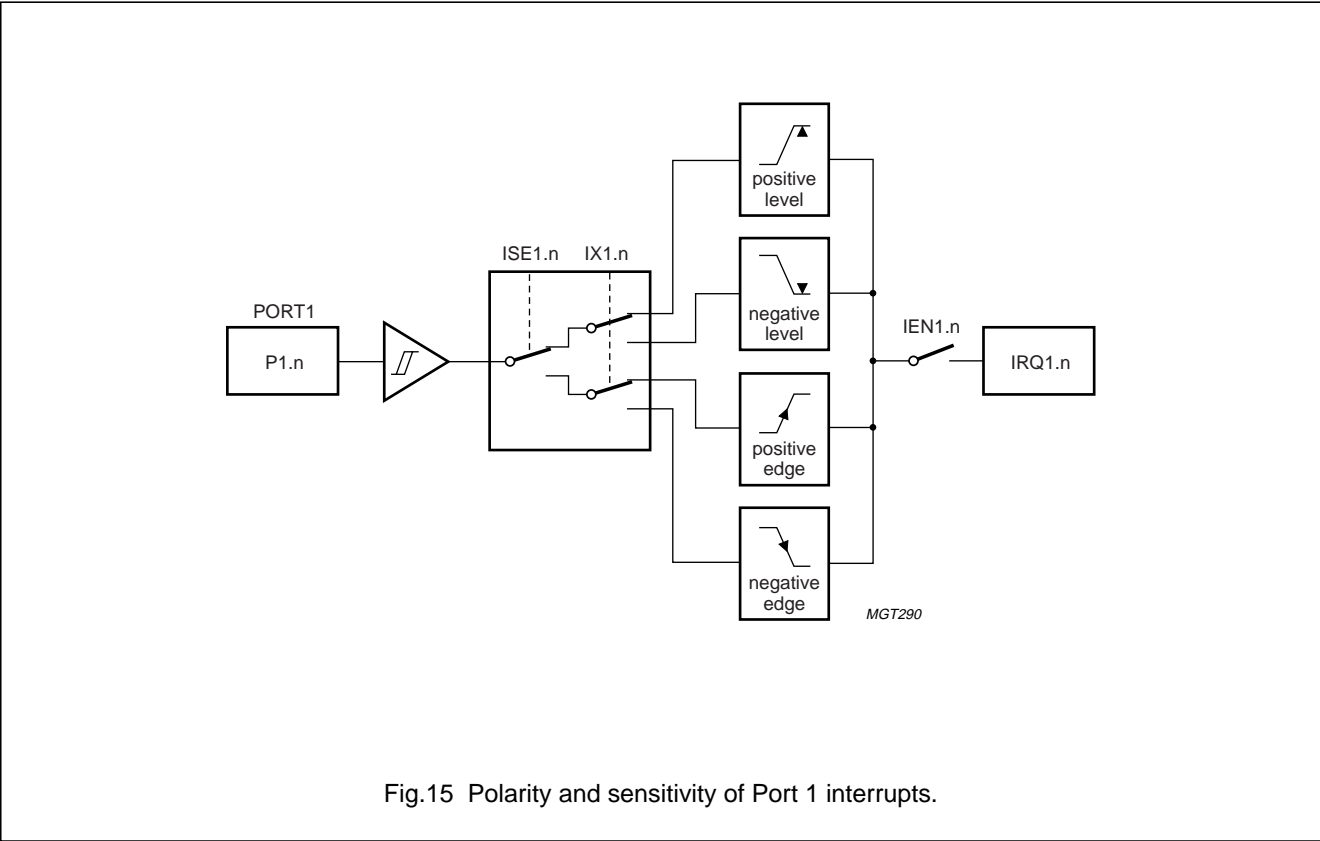 positive
level
ISE1.n IX1.n
negative
level
PORT1
IEN1.n
P1.n
IRQ1.n
positive
edge
negative
edge
MGT290
Fig.15 Polarity and sensitivity of Port 1 interrupts.